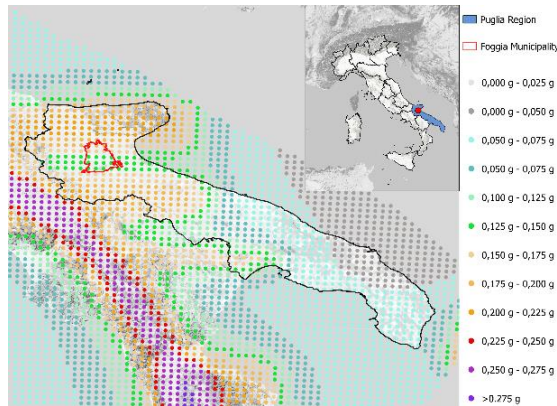 Puglia Region
Foggia Municipality
0,000 g - 0,025 g
0,000 g - 0,050 g
0,050 g - 0,075 g
0,050 g - 0,075 g
0,100 g - 0,125 g
0,125 g - 0,150 g
0,150 g - 0,175 g
0,175 g - 0,200 g
0,200 g - 0,225 g
0,225 g - 0,250 g
0,250 g - 0,275 g
>0.275 g